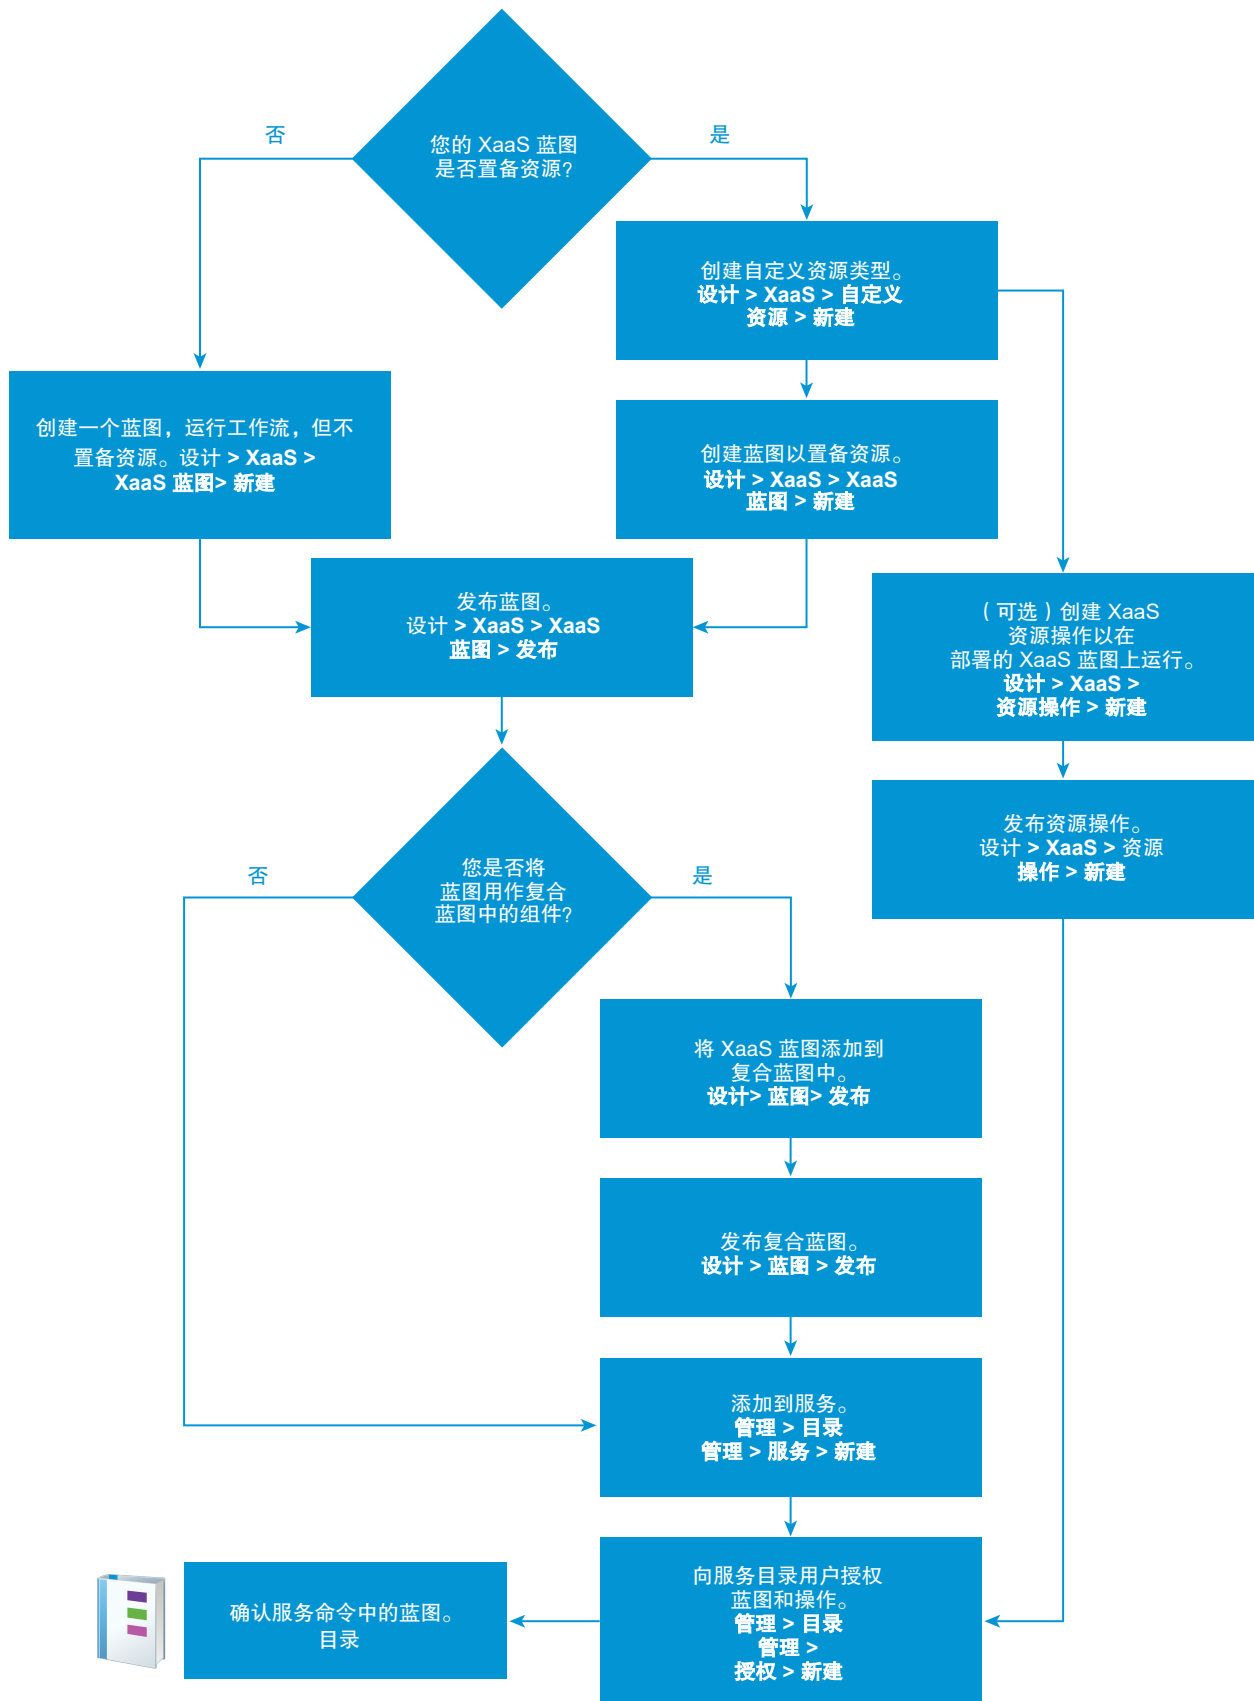 否
您的 XaaS 蓝图
是否置备资源？
是
创建自定义资源类型。
设计 > XaaS > 自定义
资源 > 新建
创建一个蓝图，运行工作流，但不
置备资源。设计 > XaaS >
XaaS 蓝图> 新建
创建蓝图以置备资源。
设计 > XaaS > XaaS
蓝图 > 新建
发布蓝图。
设计 > XaaS > XaaS
蓝图 > 发布
（可选）创建 XaaS
资源操作以在
部署的 XaaS 蓝图上运行。
设计 > XaaS >
资源操作 > 新建
发布资源操作。
设计 > XaaS > 资源
操作 > 新建
否
您是否将
蓝图用作复合
蓝图中的组件？
是
将 XaaS 蓝图添加到
复合蓝图中。
设计> 蓝图> 发布
发布复合蓝图。
设计 > 蓝图 > 发布
添加到服务。
管理 > 目录
管理 > 服务 > 新建
向服务目录用户授权
蓝图和操作。
管理 > 目录
管理 >
授权 > 新建
确认服务命令中的蓝图。
目录